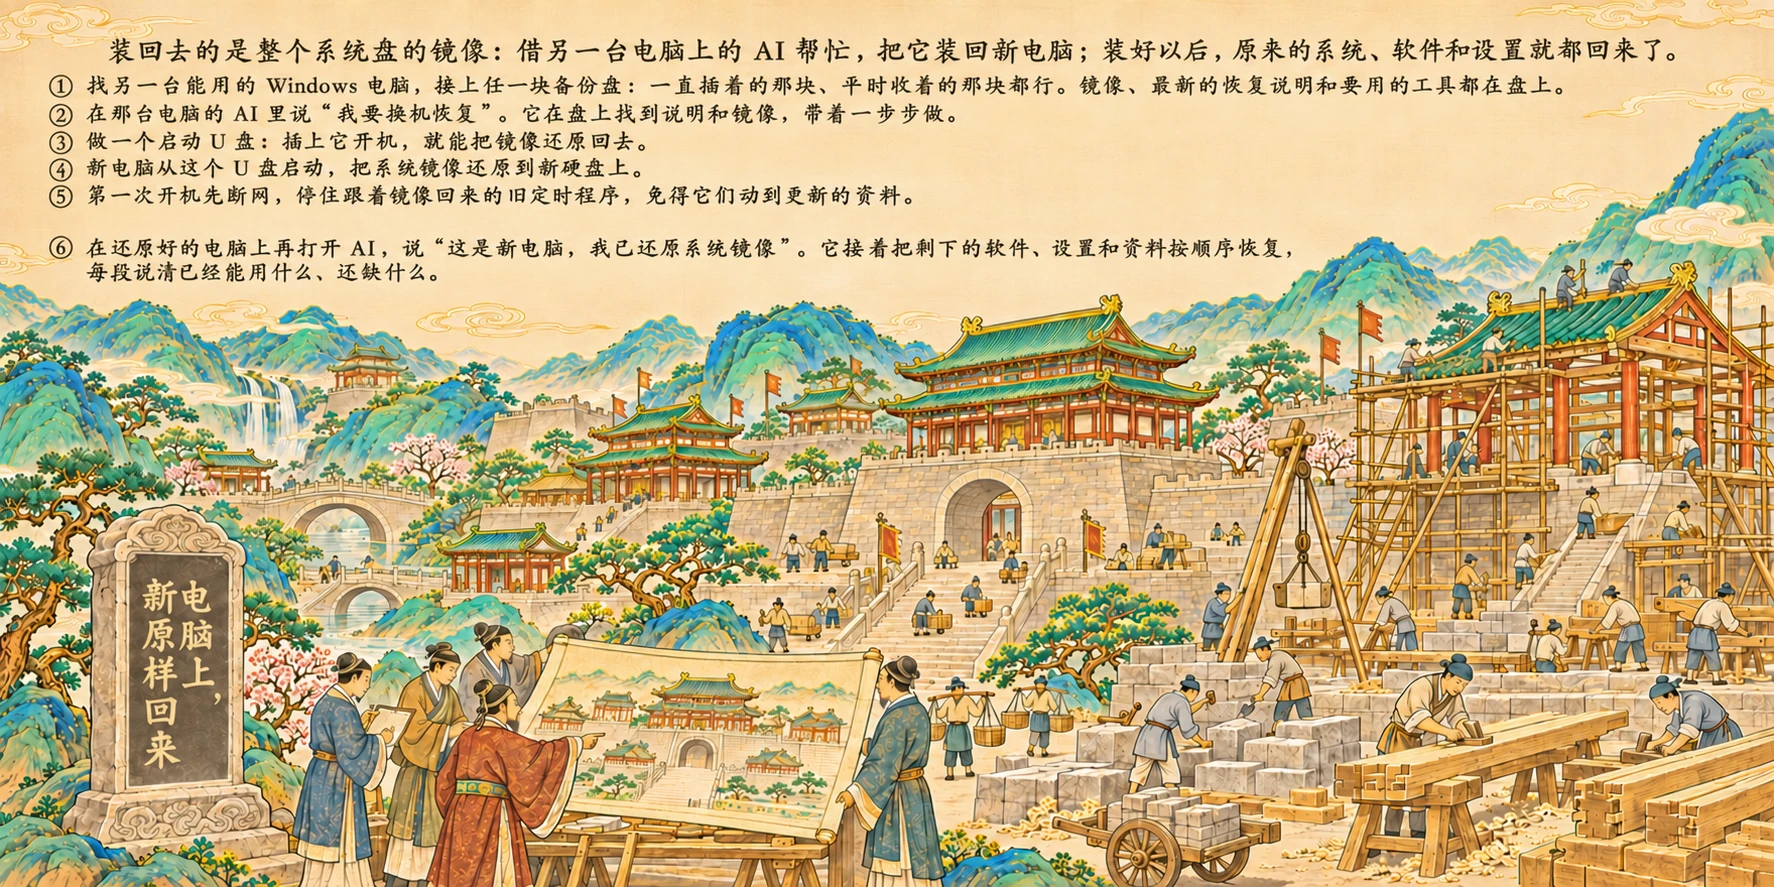 装回去的是整个系统盘的镜像：借另一台电脑上的 AI 帮忙，把它装回新电脑；装好以后，原来的系统、软件和设置就都回来了。
① 找另一台能用的 Windows 电脑，接上任一块备份盘：一直插着的那块、平时收着的那块都行。镜像、最新的恢复说明和要用的工具都在盘上。
② 在那台电脑的 AI 里说“我要换机恢复”。它在盘上找到说明和镜像，带着一步步做。
③ 做一个启动 U 盘：插上它开机，就能把镜像还原回去。
④ 新电脑从这个 U 盘启动，把系统镜像还原到新硬盘上。
⑤ 第一次开机先断网，停住跟着镜像回来的旧定时程序，免得它们动到更新的资料。
⑥ 在还原好的电脑上再打开 AI，说“这是新电脑，我已还原系统镜像”。它接着把剩下的软件、设置和资料按顺序恢复，
每段说清已经能用什么、还缺什么。
电脑上，
新原样回来